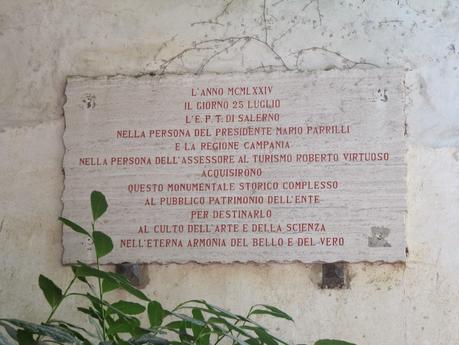 L'ANNO MCMLXXIV
IL GIORNO 25 LUGLIO
L'E.P.T. DI SALERNO
NELLA PERSONA DEL PRESIDENTE MARIO PARRILLI
E LA REGIONE CAMPANIA
NELLA PERSONA DELL'ASSESSORE AL TURISMO ROBERTO VIRTUOSO
ACQUISIRONO
QUESTO MONUMENTALE STORICO COMPLESSO
AL PUBBLICO PATRIMONIO DELL'ENTE
PER DESTINARLO
AL CULTO DELL'ARTE E DELLA SCIENZA
NELL'ETERNA ARMONIA DEL BELLO E DEL VERO